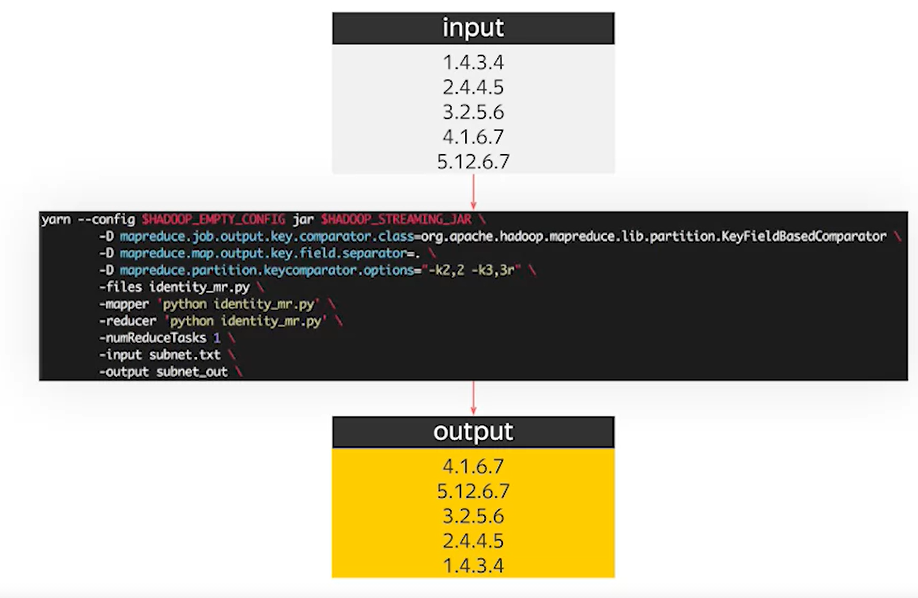 input
1.4.3.4
2.4.4.5
3.2.5.6
4.1.6.7
5.12.6.7
yarn --config $HADOOP_EMPTY_CONFIG jar $HADOOP_STREAMING_JAR \
-D mapreduce.job.output.key.comparator.class=org.apache.hadoop.mapreduce.lib.partition.KeyFieldBasedComparator \
-D mapreduce.map.output.key.field.separator=. \
-D mapreduce.partition.keycomparator.options="-k2,2 -k3,3r" \
-files identity_mr.py \
-mapper 'python identity_mr.py' \
-reducer 'python identity_mr.py' \
-numReduceTasks 1 \
-input subnet.txt \
-output subnet_out \
output
4.1.6.7
5.12.6.7
3.2.5.6
2.4.4.5
1.4.3.4